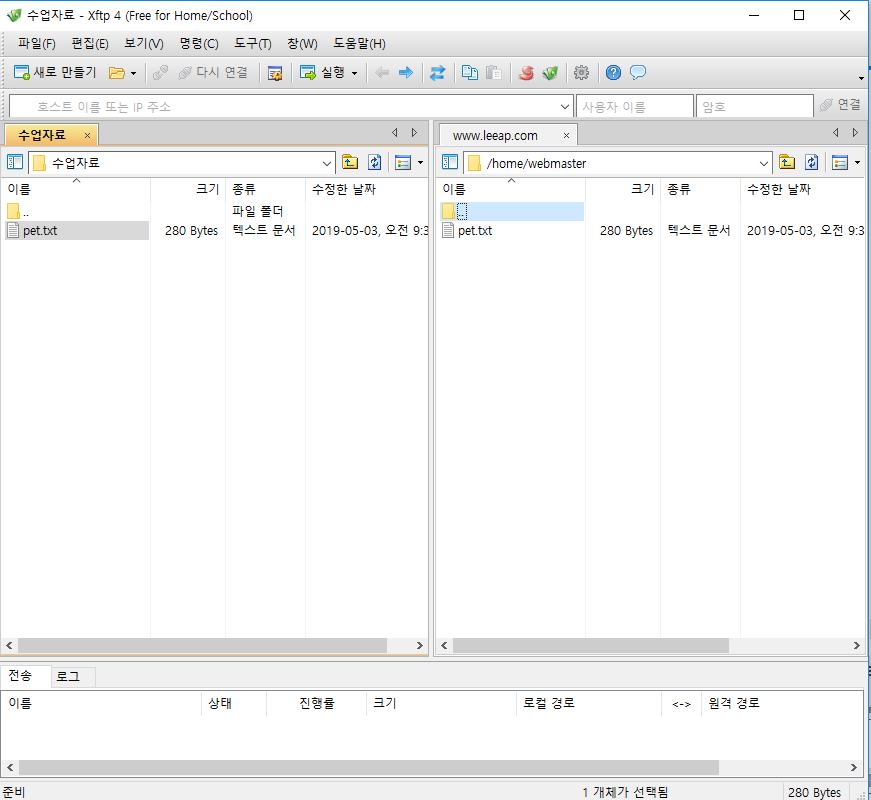 수업자료 - Xftp 4 (Free for Home/School)
파일(F) 편집(E) 보기(V) 명령(C) 도구(T) 창(W) 도움말(H)
새로 만들기 다시 연결 실행
호스트 이름 또는 IP 주소 사용자 이름 암호 연결
수업자료 ×
수업자료
이름 크기 종류 수정한 날짜
.. 파일 폴더
pet.txt 280 Bytes 텍스트 문서 2019-05-03, 오전 9:3
www.leeap.com ×
/home/webmaster
이름 크기 종류 수정한 날짜
..
pet.txt 280 Bytes 텍스트 문서 2019-05-03, 오전 9:3
전송 로그
이름 상태 진행률 크기 로컬 경로 <-> 원격 경로
준비 1 개체가 선택됨 280 Bytes